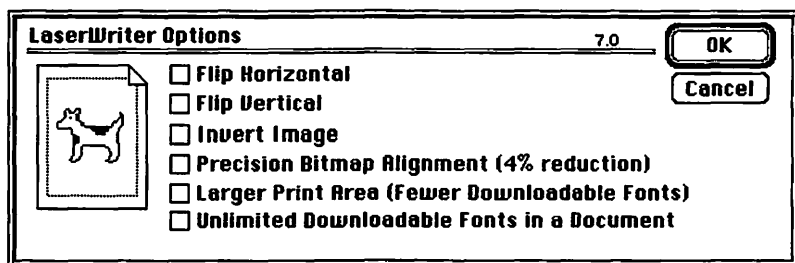 LaserWriter Options 7.0 OK
Flip Horizontal
Cancel
Flip Vertical
Invert Image
Precision Bitmap Alignment (4% reduction)
Larger Print Area (Fewer Downloadable Fonts)
Unlimited Downloadable Fonts in a Document